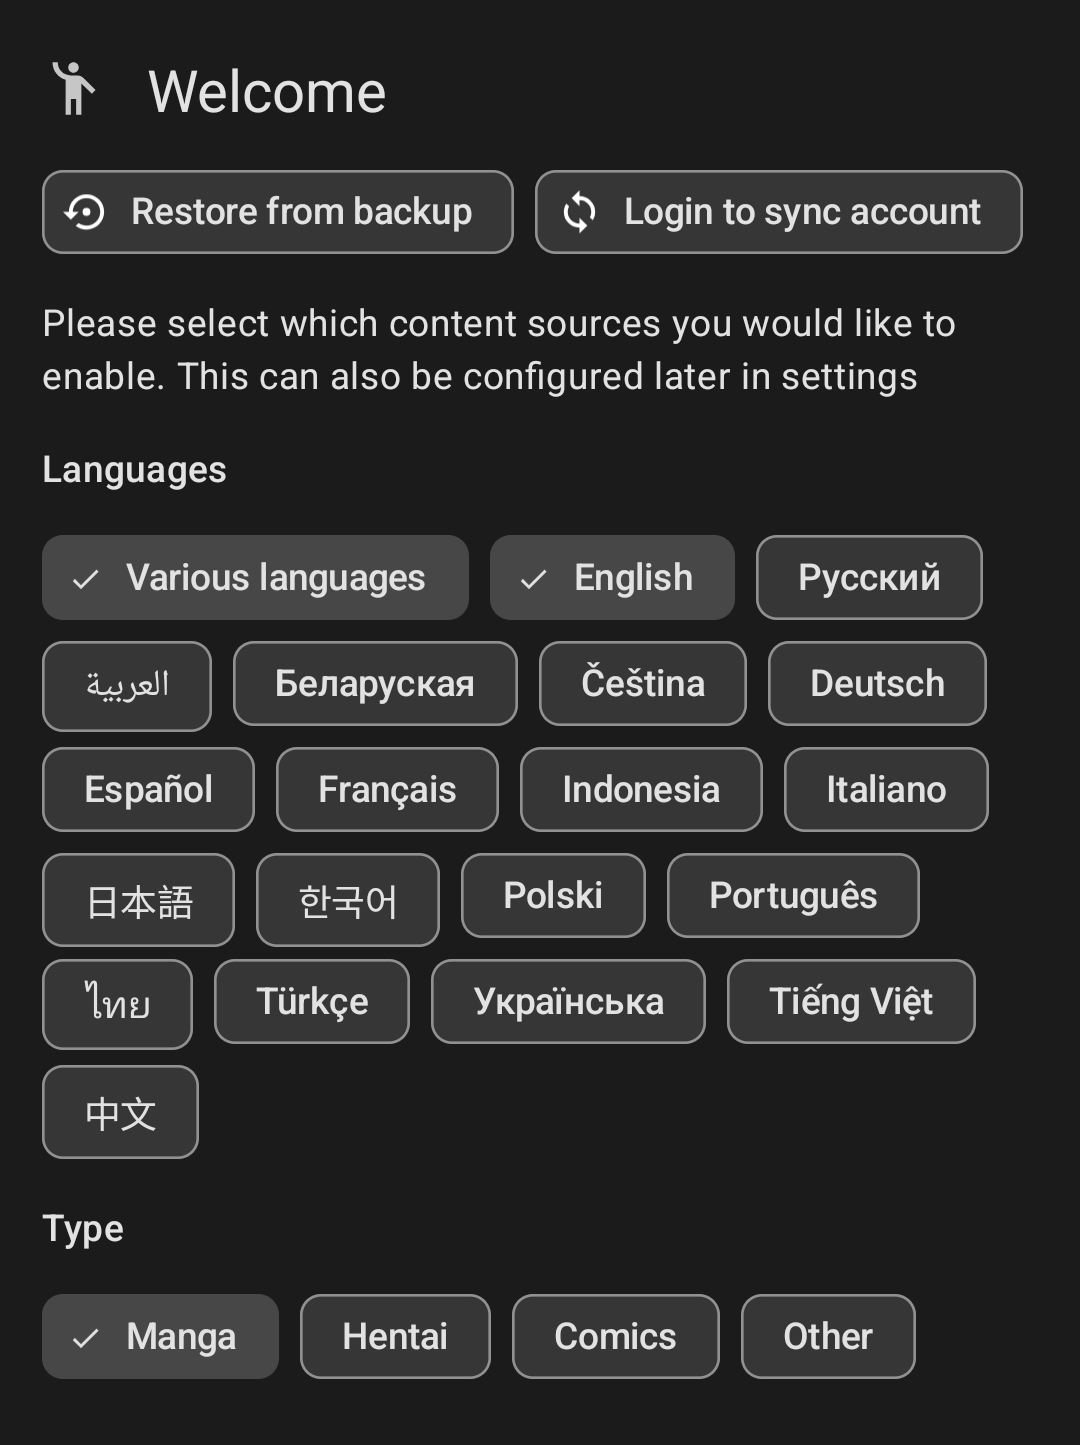 Welcome
Restore from backup Login to sync account
Please select which content sources you would like to
enable. This can also be configured later in settings
Languages
Various languages English Русский
العربية Беларуская Čeština Deutsch
Español Français Indonesia Italiano
日本語 한국어 Polski Português
ไทย Türkçe Українська Tiếng Việt
中文
Type
Manga Hentai Comics Other